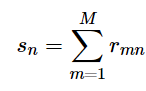 $s_n = \sum_{m=1}^{M} r_{mn}$